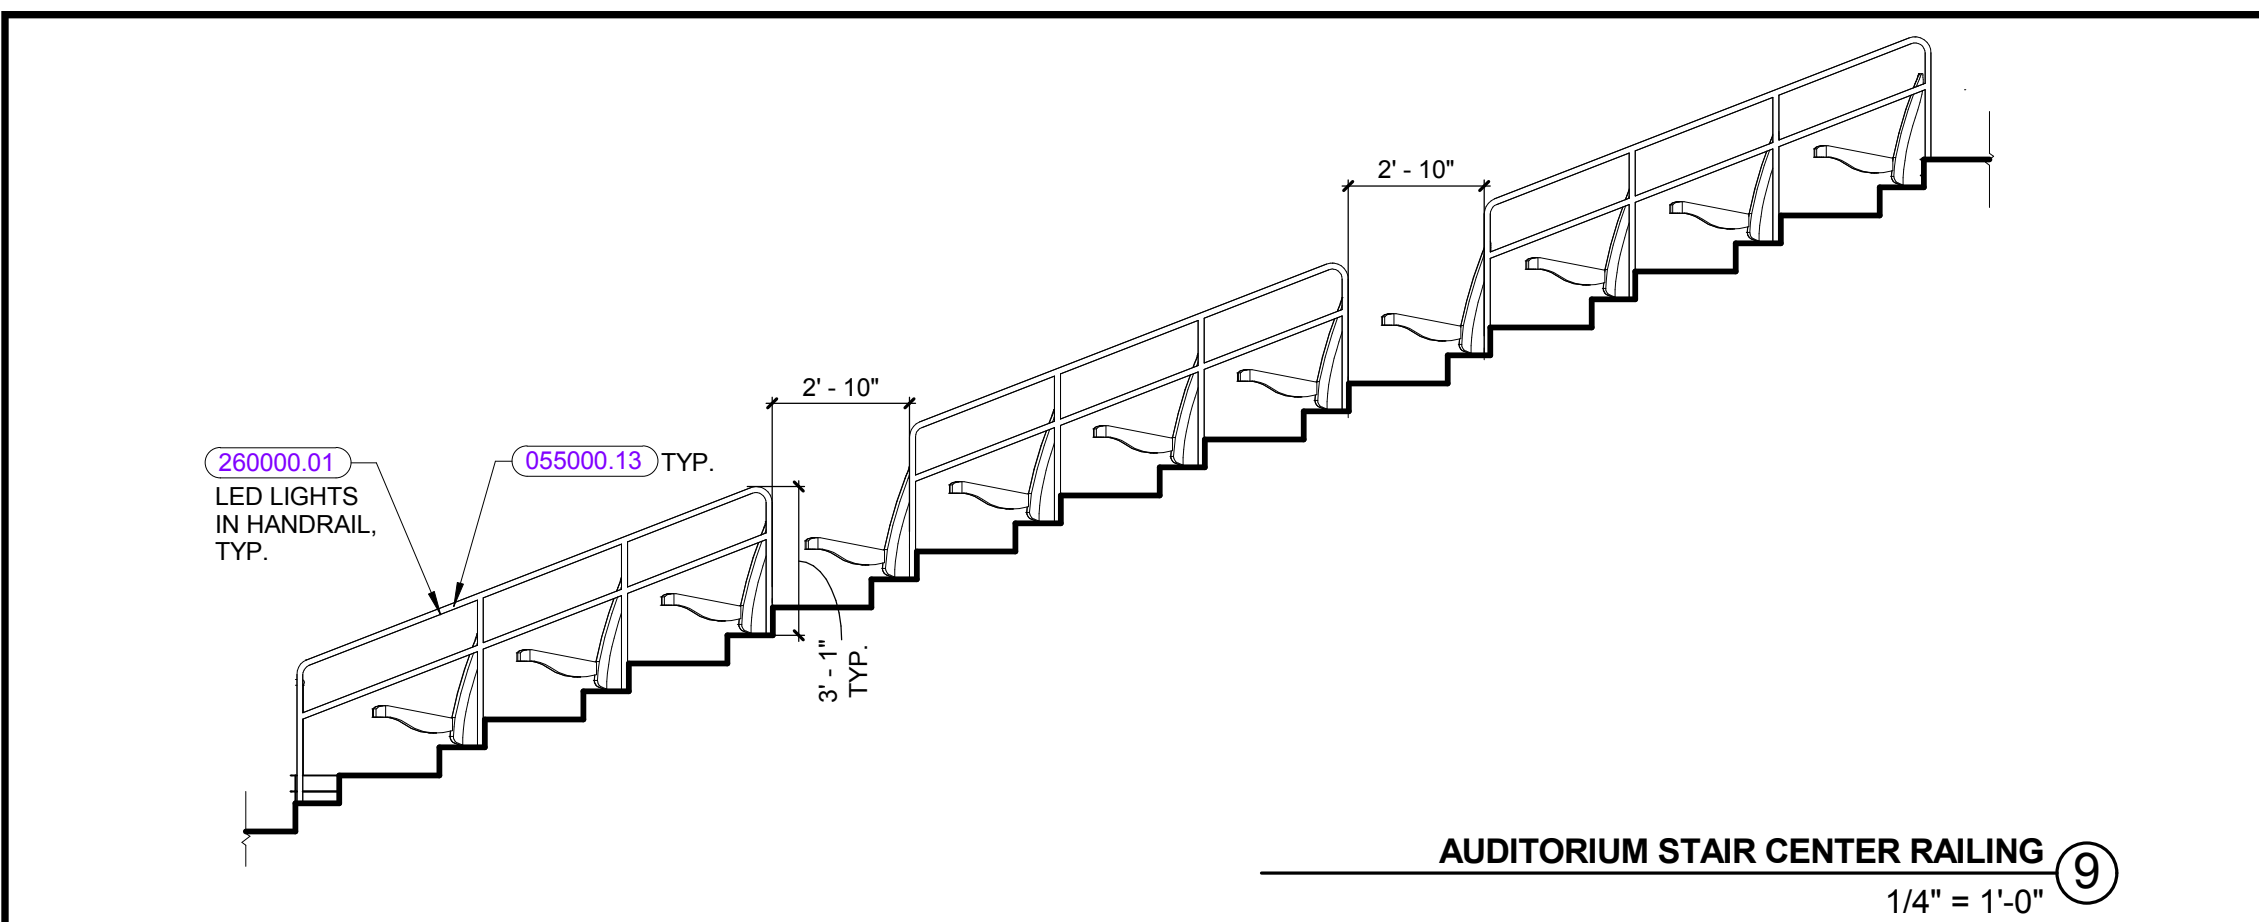 2' - 10"
2' - 10"
260000.01
055000.13 TYP.
LED LIGHTS
IN HANDRAIL,
TYP.
3' - 1"
TYP.
AUDITORIUM STAIR CENTER RAILING
9
1/4" = 1'-0"